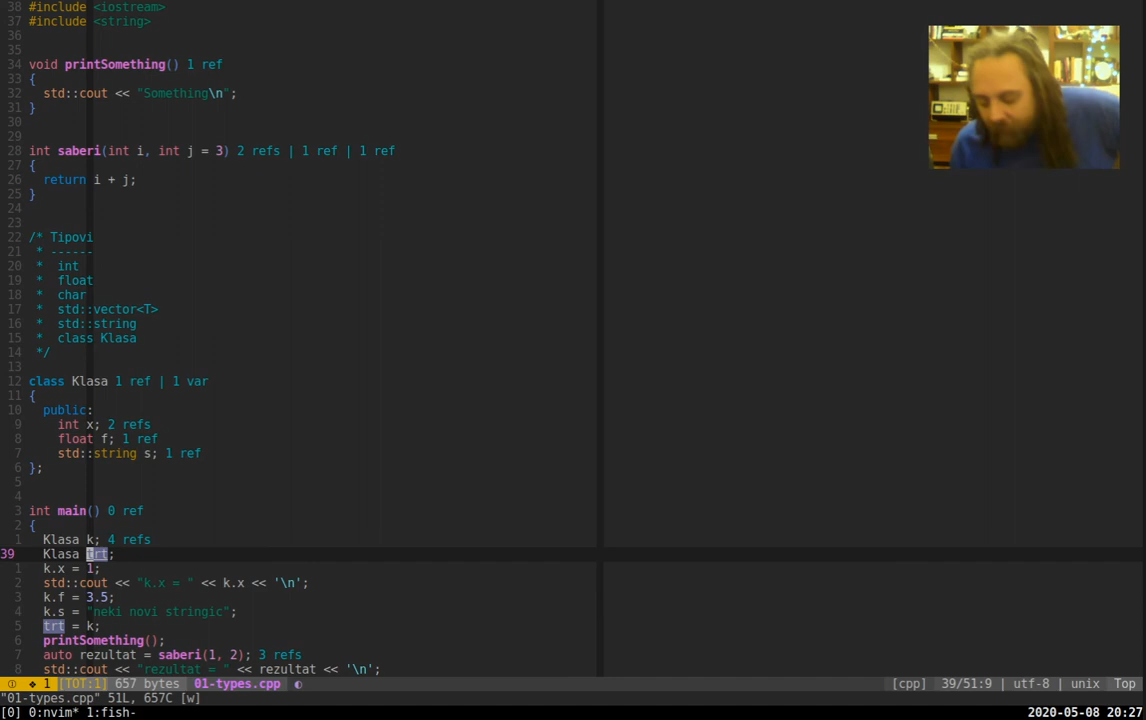 38 #include <iostream>
37 #include <string>
36
35
34 void printSomething() 1 ref
33 {
32   std::cout << "Something\n";
31 }
30
29
28 int saberi(int i, int j = 3) 2 refs | 1 ref | 1 ref
27 {
26   return i + j;
25 }
24
23
22 /* Tipovi
21  * ------
20  *  int
19  *  float
18  *  char
17  *  std::vector<T>
16  *  std::string
15  *  class Klasa
14  */
13
12 class Klasa 1 ref | 1 var
11 {
10   public:
9     int x; 2 refs
8     float f; 1 ref
7     std::string s; 1 ref
6 };
5
4
3 int main() 0 ref
2 {
1   Klasa k; 4 refs
39   Klasa trt;
1   k.x = 1;
2   std::cout << "k.x = " << k.x << '\n';
3   k.f = 3.5;
4   k.s = "neki novi stringic";
5   trt = k;
6   printSomething();
7   auto rezultat = saberi(1, 2); 3 refs
8   std::cout << "rezultat = " << rezultat << '\n';
1 [TOT:1] 657 bytes 01-types.cpp [cpp] 39/51:9 | utf-8 | unix Top
"01-types.cpp" 51L, 657C [w]
[0] 0:nvim* 1:fish- 2020-05-08 20:27